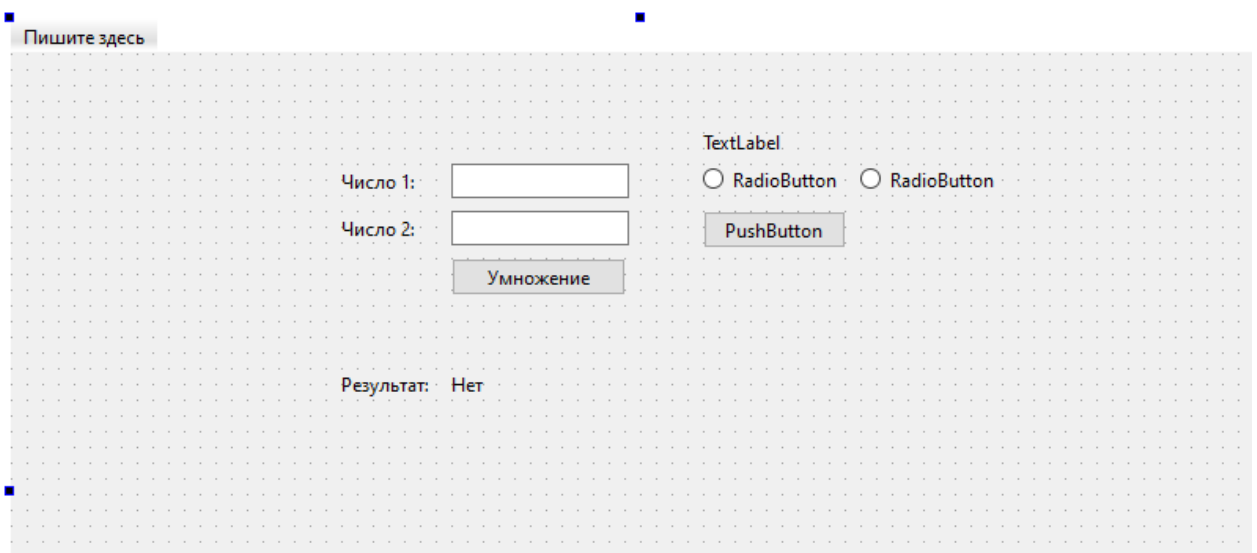 Пишите здесь
TextLabel
Число 1:
RadioButton RadioButton
Число 2:
PushButton
Умножение
Результат: Нет